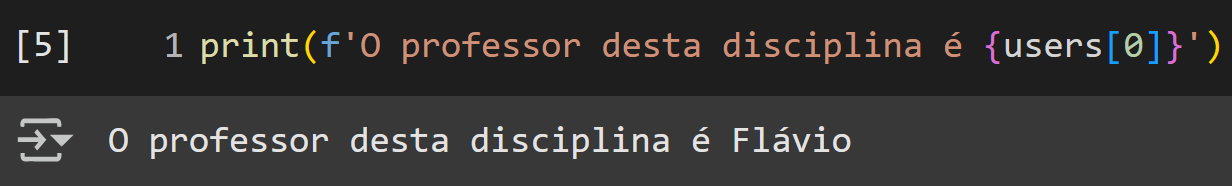 [5] 1 print(f'O professor desta disciplina é {users[0]}')
O professor desta disciplina é Flávio